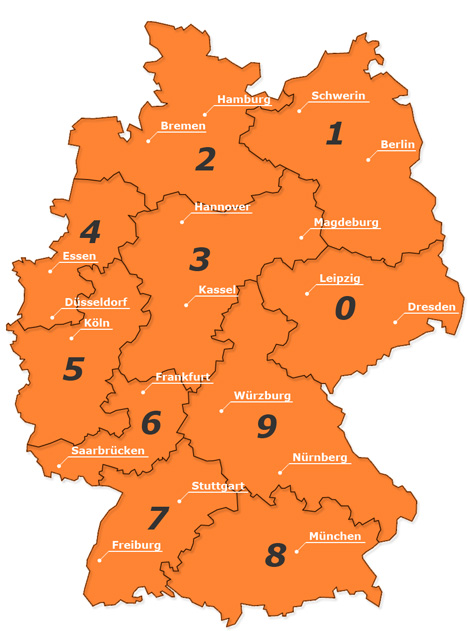 Hamburg
Schwerin
Bremen
1
Berlin
2
Hannover
Magdeburg
4
Essen
3
Leipzig
Kassel
Düsseldorf
0
Dresden
Köln
5
Frankfurt
Würzburg
6
9
Saarbrücken
Nürnberg
Stuttgart
7
München
Freiburg
8